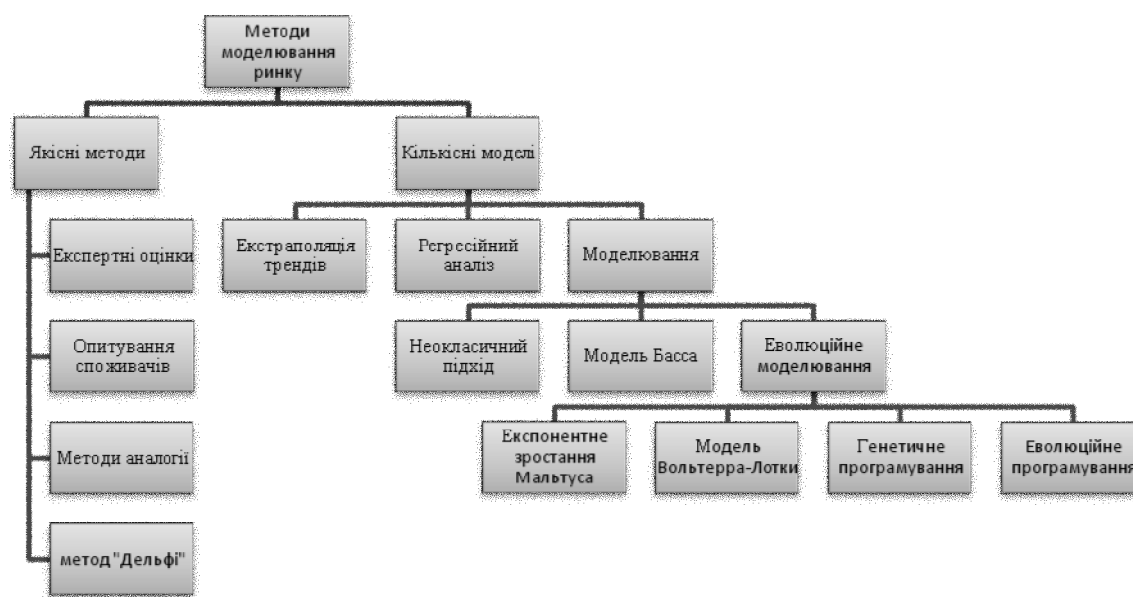 Методи
моделювання
ринку
Якісні методи
Кількісні моделі
Експертні оцінки
Екстраполяція
трендів
Регресійний
аналіз
Моделювання
Опитування
споживачів
Неокласичний
підхід
Модель Басса
Еволюційне
моделювання
Методи аналогії
Експонентне
зростання
Мальтуса
Модель
Вольтерра-Лотки
Генетичне
програмування
Еволюційне
програмування
метод "Дельфі"